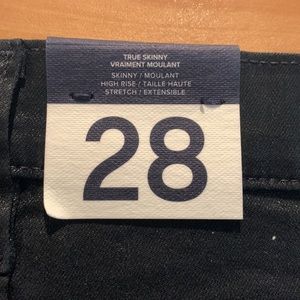 TRUE SKINNY
VRAIMENT MOULANT
SKINNY / MOULANT
HIGH RISE / TAILLE HAUTE
STRETCH / EXTENSIBLE
28